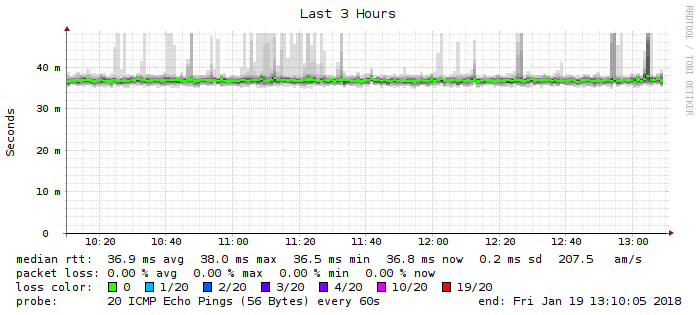 Last 3 Hours
RRDTOOL / TOBI OETIKER
Seconds
40 m
30 m
20 m
10 m
0
10:20 10:40 11:00 11:20 11:40 12:00 12:20 12:40 13:00
median rtt: 36.9 ms avg 38.0 ms max 36.5 ms min 36.8 ms now 0.2 ms sd 207.5 am/s
packet loss: 0.00 % avg 0.00 % max 0.00 % min 0.00 % now
loss color: 0 1/20 2/20 3/20 4/20 10/20 19/20
probe: 20 ICMP Echo Pings (56 Bytes) every 60s end: Fri Jan 19 13:10:05 2018